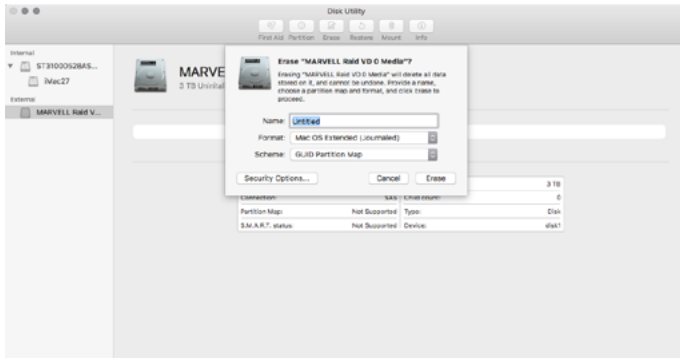 Disk Utility
First Aid Partition Erase Restore Mount Info
Internal
ST31000528AS...
iMac27
External
MARVELL Raid V...
MARVE
3 TB Uninitial
Erase "MARVELL Raid VD 0 Media"?
Erasing "MARVELL Raid VD 0 Media" will delete all data
stored on it, and cannot be undone. Provide a name,
choose a partition map and format, and click Erase to
proceed.
Name: Untitled
Format: Mac OS Extended (Journaled)
Scheme: GUID Partition Map
Security Options... Cancel Erase
3 TB
Connection: SAS Child count: 0
Partition Map: Not Supported Type: Disk
S.M.A.R.T. status: Not Supported Device: disk1